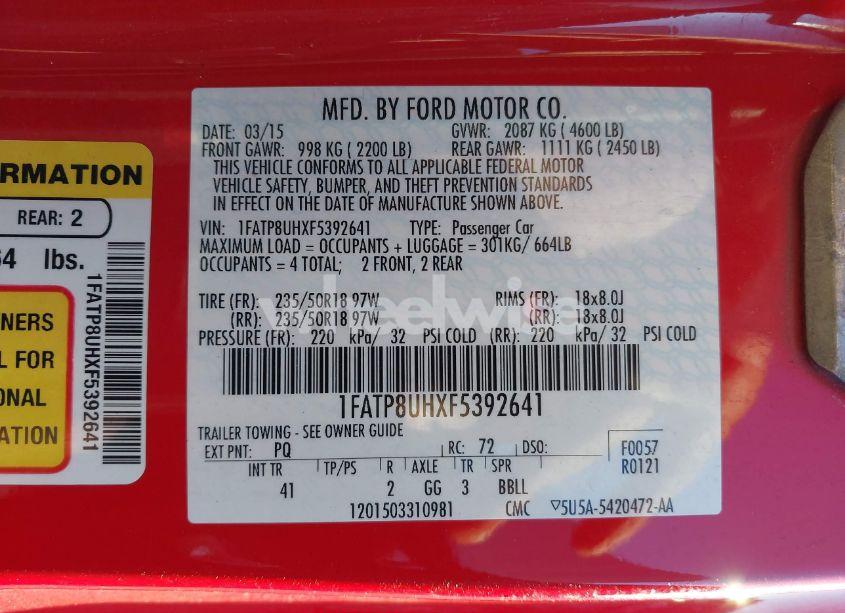 RMATION
REAR: 2
64 lbs.
NERS
L FOR
ONAL
ATION
1FATP8UHXF5392641
MFD. BY FORD MOTOR CO.
DATE: 03/15 GVWR: 2087 KG ( 4600 LB)
FRONT GAWR: 998 KG ( 2200 LB) REAR GAWR: 1111 KG ( 2450 LB)
THIS VEHICLE CONFORMS TO ALL APPLICABLE FEDERAL MOTOR
VEHICLE SAFETY, BUMPER, AND THEFT PREVENTION STANDARDS
IN EFFECT ON THE DATE OF MANUFACTURE SHOWN ABOVE.
VIN: 1FATP8UHXF5392641 TYPE: Passenger Car
MAXIMUM LOAD = OCCUPANTS + LUGGAGE = 301KG/ 664LB
OCCUPANTS = 4 TOTAL; 2 FRONT, 2 REAR
TIRE (FR): 235/50R18 97W RIMS (FR): 18x8.0J
(RR): 235/50R18 97W (RR): 18x8.0J
wheelwise
PRESSURE (FR): 220 kPa/ 32 PSI COLD (RR): 220 kPa/ 32 PSI COLD
1FATP8UHXF5392641
TRAILER TOWING - SEE OWNER GUIDE
EXT PNT: PQ RC: 72 DSO: F0057
R0121
INT TR TP/PS R AXLE TR SPR
41 2 GG 3 BBLL
1201503310981 CMC ▽5U5A-5420472-AA